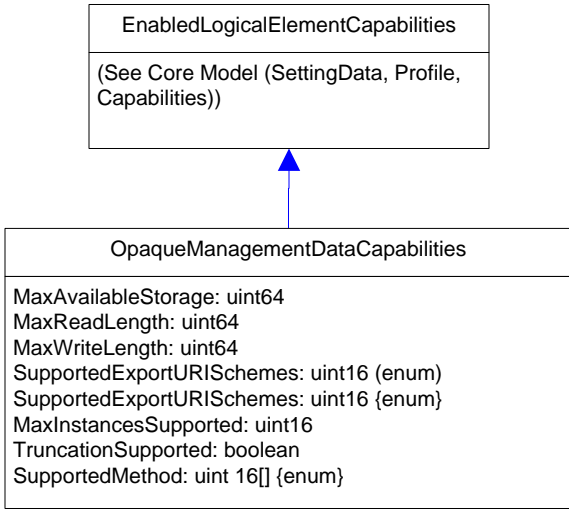 EnabledLogicalElementCapabilities
(See Core Model (SettingData, Profile,
Capabilities))
OpaqueManagementDataCapabilities
MaxAvailableStorage: uint64
MaxReadLength: uint64
MaxWriteLength: uint64
SupportedExportURISchemes: uint16 (enum)
SupportedExportURISchemes: uint16 {enum}
MaxInstancesSupported: uint16
TruncationSupported: boolean
SupportedMethod: uint 16[] {enum}